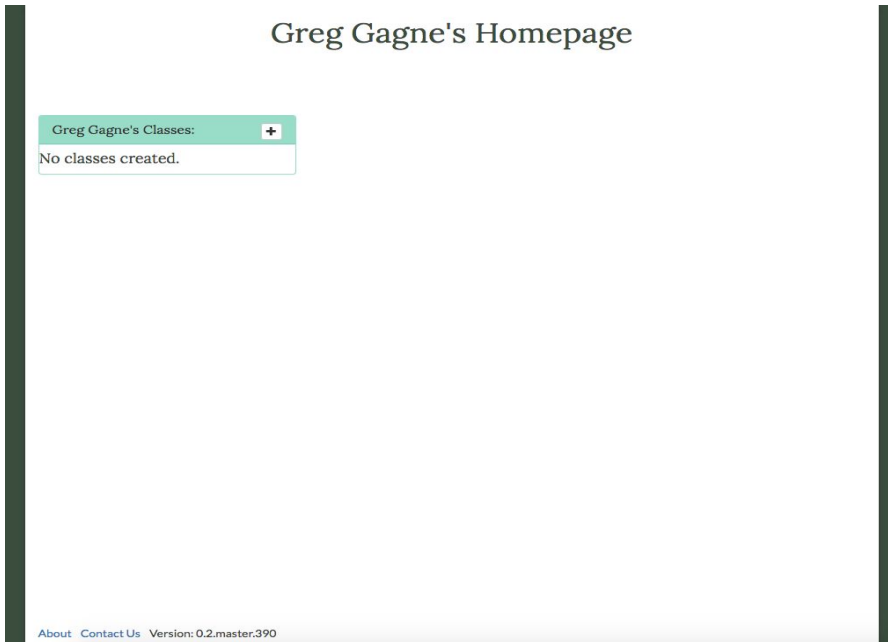 Greg Gagne's Homepage
Greg Gagne's Classes: +
No classes created.
About Contact Us Version: 0.2.master.390